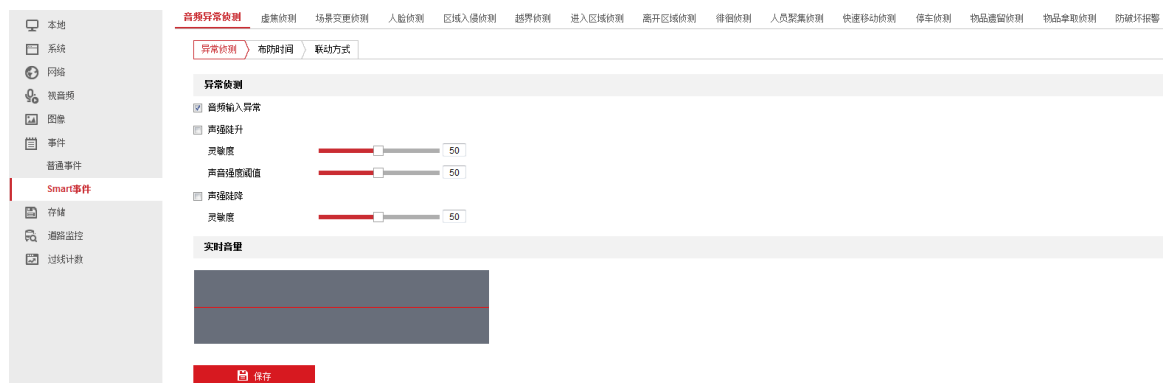 本地
系统
网络
视音频
图像
事件
普通事件
Smart事件
存储
道路监控
过线计数
音频异常侦测 虚焦侦测 场景变更侦测 人脸侦测 区域入侵侦测 越界侦测 进入区域侦测 离开区域侦测 徘徊侦测 人员聚集侦测 快速移动侦测 停车侦测 物品遗留侦测 物品拿取侦测 防破坏报警
异常侦测 布防时间 联动方式
异常侦测
音频输入异常
声强陡升
灵敏度 50
声音强度阈值 50
声强陡降
灵敏度 50
实时音量
保存